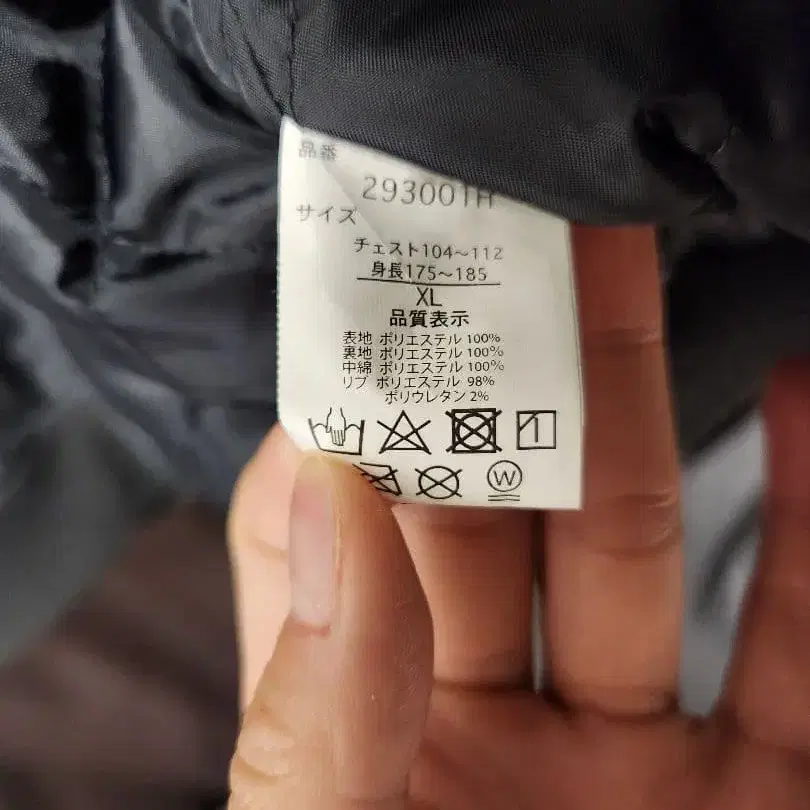 品番
293001H
サイズ
チェスト104～112
身長175～185
XL
品質表示
表地 ポリエステル 100%
裏地 ポリエステル 100%
中綿 ポリエステル 100%
リブ ポリエステル 98%
ポリウレタン 2%
W